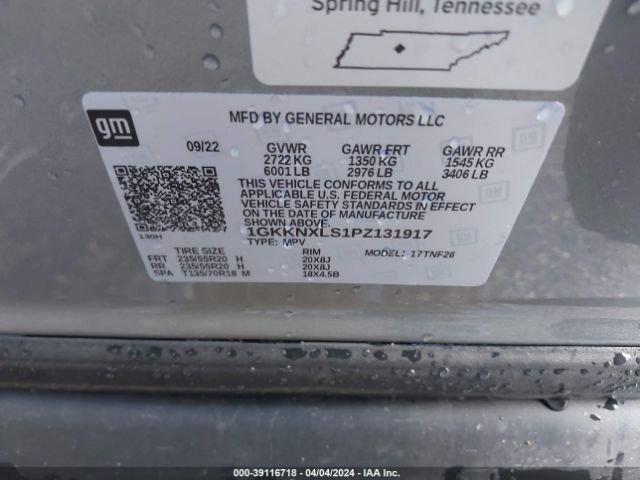 Spring Hill, Tennessee
gm
MFD BY GENERAL MOTORS LLC
09/22 GVWR GAWR FRT GAWR RR
2722 KG 1350 KG 1545 KG
6001 LB 2976 LB 3406 LB
THIS VEHICLE CONFORMS TO ALL
APPLICABLE U.S. FEDERAL MOTOR
VEHICLE SAFETY STANDARDS IN EFFECT
ON THE DATE OF MANUFACTURE
SHOWN ABOVE.
1GKKNXLS1PZ131917
TYPE: MPV MODEL: 17TNF26
130H
TIRE SIZE RIM
FRT 235/55R20 H 20X8J
RR 235/55R20 H 20X8J
SPA T135/70R18 M 18X4.5B
000-39116718 - 04/04/2024 - IAAI.COM